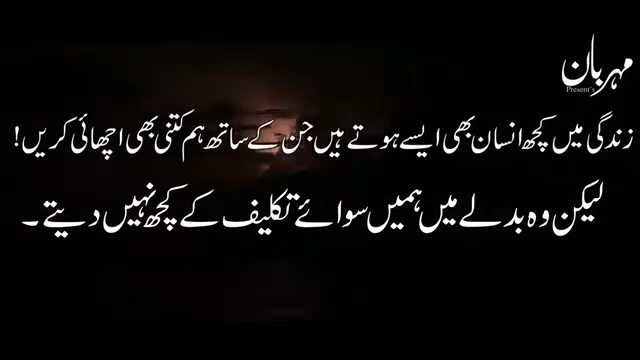 مہربان
Present's
زندگی میں کچھ انسان بھی ایسے ہوتے ہیں جن کے ساتھ ہم کتنی بھی اچھائی کریں!
لیکن وہ بدلے میں ہمیں سوائے تکلیف کے کچھ نہیں دیتے۔